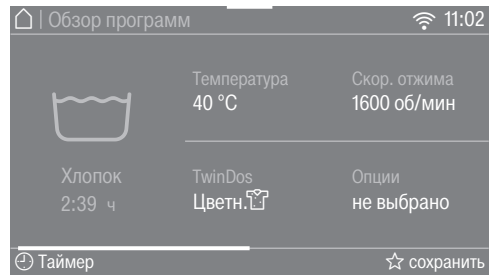 Обзор программ
11:02
Температура
40 °C
Скор. отжима
1600 об/мин
Хлопок
2:39 ч
TwinDos
Цветн.
Опции
не выбрано
Таймер
сохранить